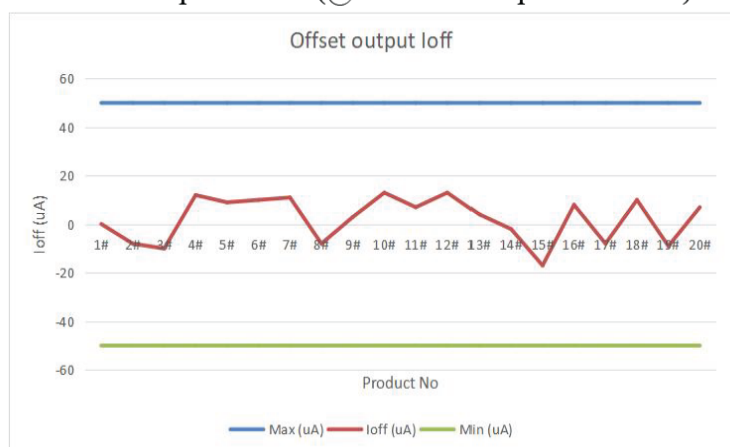 Offset output Ioff
60
40
20
0
-20
-40
-60
Ioff (uA)
1# 2# 3# 4# 5# 6# 7# 8# 9# 10# 11# 12# 13# 14# 15# 16# 17# 18# 19# 20#
Product No
Max (uA) Ioff (uA) Min (uA)